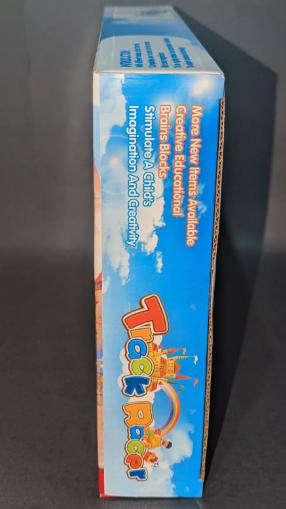 More New Items Available
Creative Educational
Brains Blocks
Stimulate A Child's
Imagination And Creativity
Track Racer